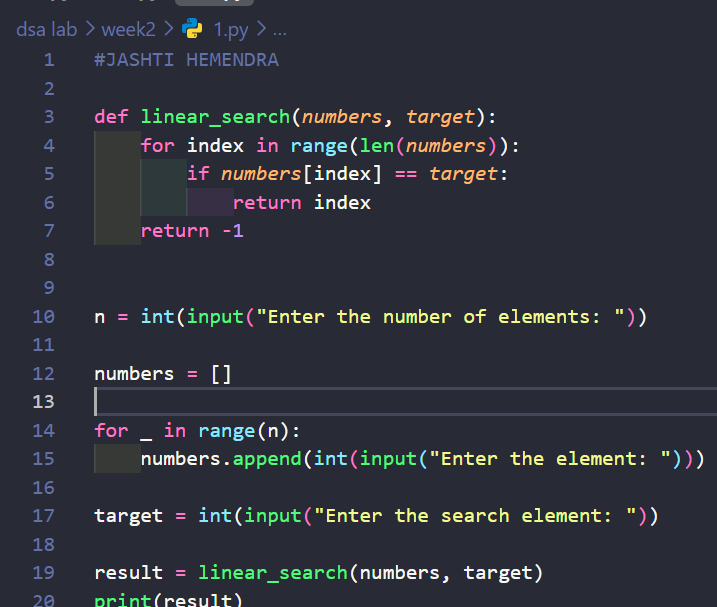 dsa lab > week2 > 1.py > ...
1 #JASHTI HEMENDRA
2
3 def linear_search(numbers, target):
4     for index in range(len(numbers)):
5         if numbers[index] == target:
6             return index
7     return -1
8
9
10 n = int(input("Enter the number of elements: "))
11
12 numbers = []
13
14 for _ in range(n):
15     numbers.append(int(input("Enter the element: ")))
16
17 target = int(input("Enter the search element: "))
18
19 result = linear_search(numbers, target)
20 print(result)